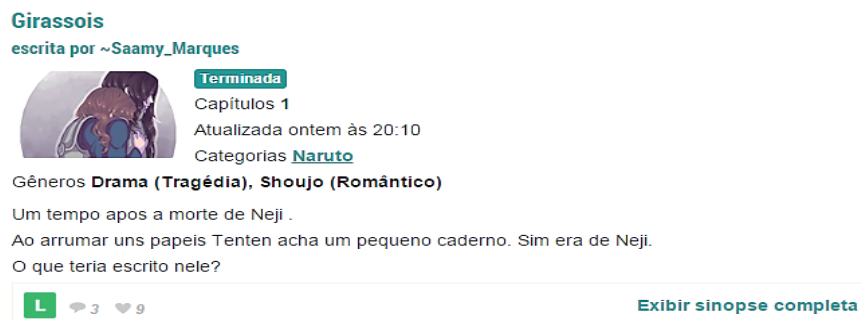 Girassois
escrita por ~Saamy_Marques
Terminada
Capítulos 1
Atualizada ontem às 20:10
Categorias Naruto
Gêneros Drama (Tragédia), Shoujo (Romântico)
Um tempo apos a morte de Neji .
Ao arrumar uns papeis Tenten acha um pequeno caderno. Sim era de Neji.
O que teria escrito nele?
L 3 9 Exibir sinopse completa